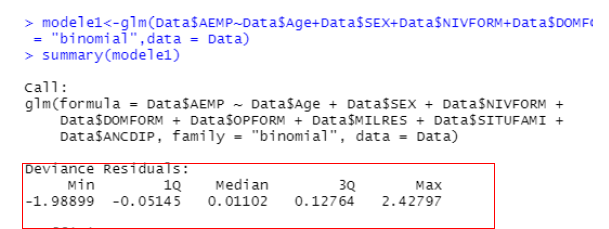 > modele1<-glm(Data$AEMP~Data$Age+Data$SEX+Data$NIVFORM+Data$DOMF
= "binomial",data = Data)
> summary(modele1)
Call:
glm(formula = Data$AEMP ~ Data$Age + Data$SEX + Data$NIVFORM +
Data$DOMFORM + Data$OPFORM + Data$MILRES + Data$SITUFAMI +
Data$ANCDIP, family = "binomial", data = Data)
Deviance Residuals:
Min 1Q Median 3Q Max
-1.98899 -0.05145 0.01102 0.12764 2.42797